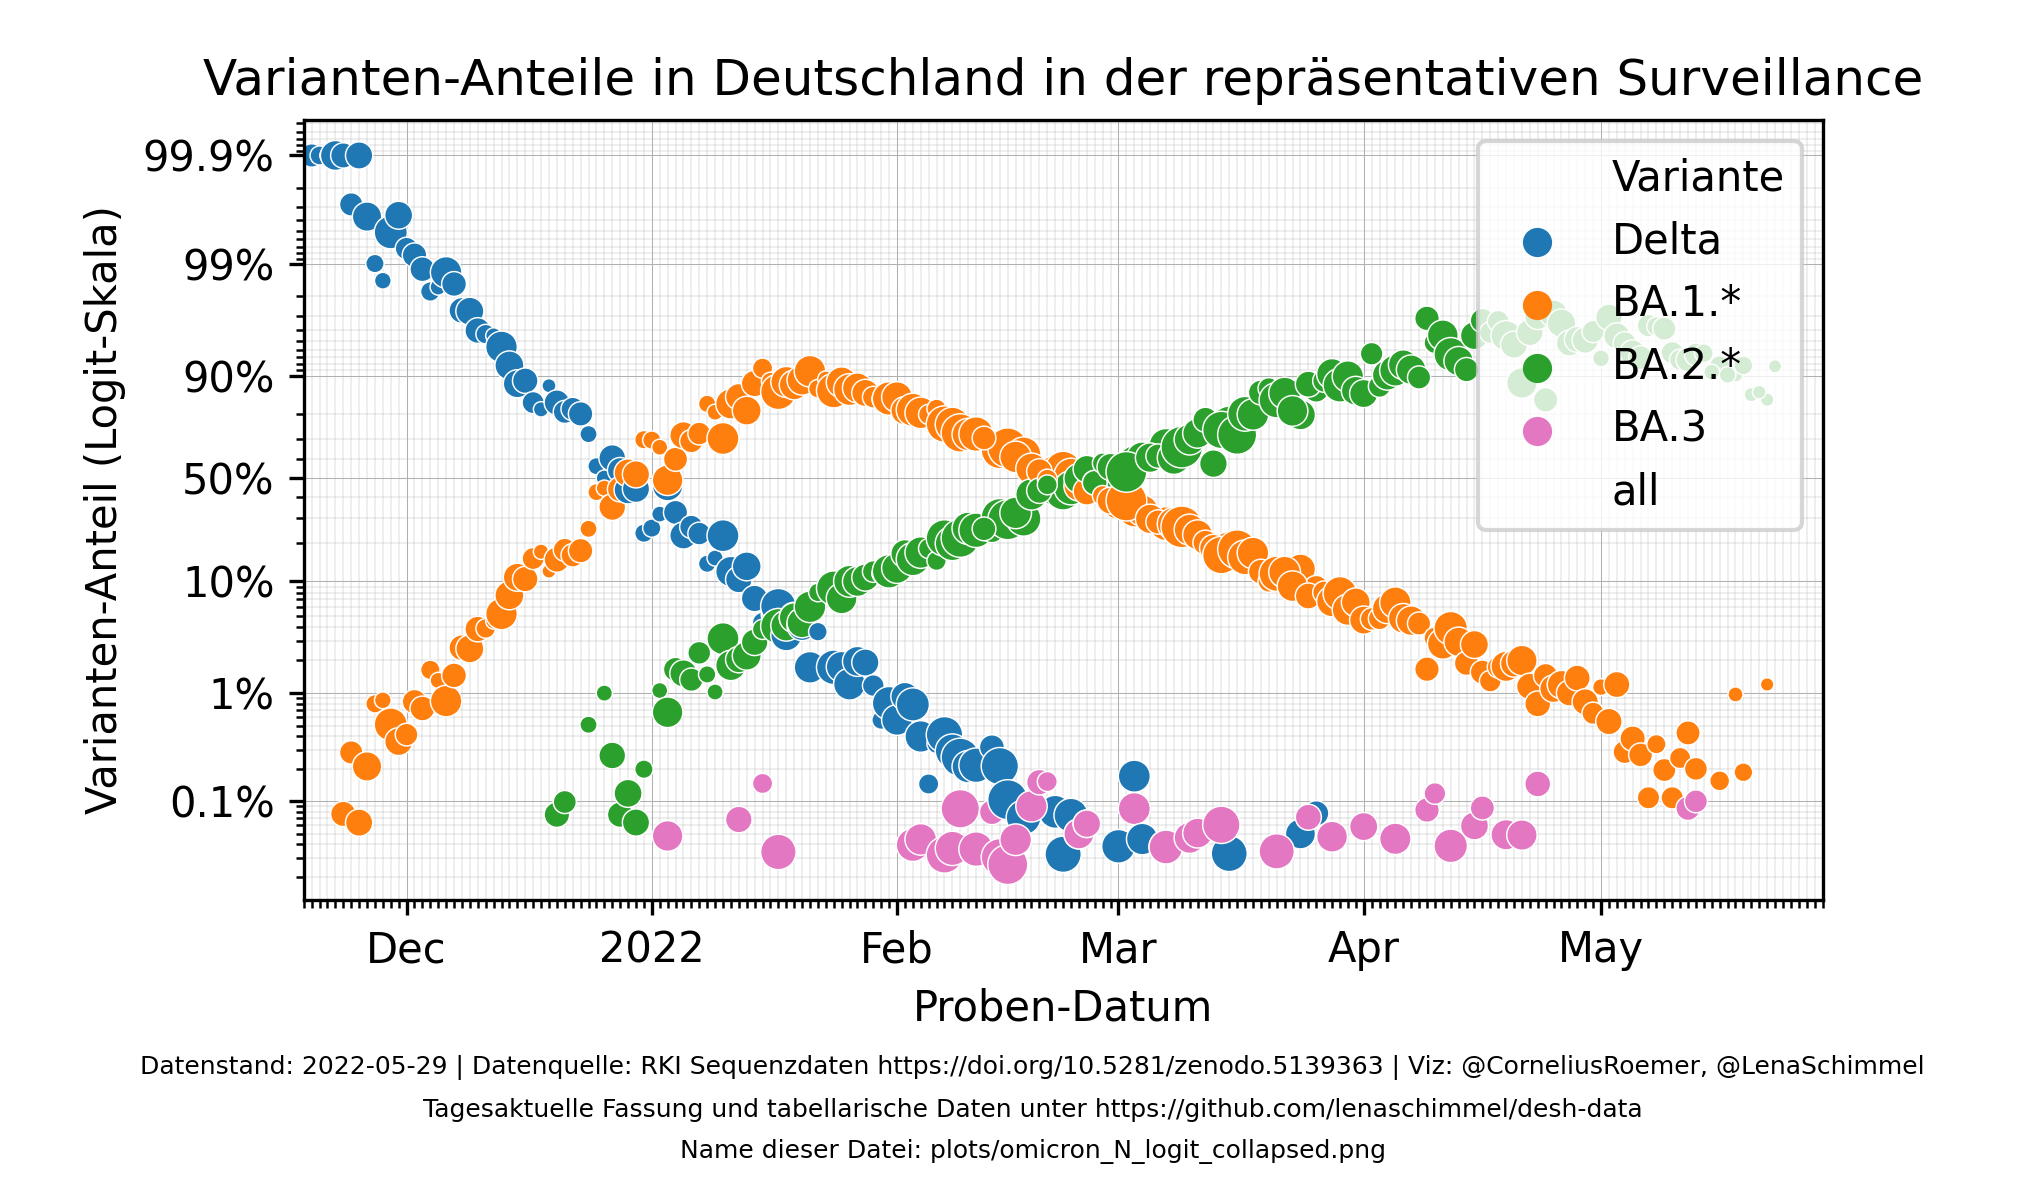 Varianten-Anteile in Deutschland in der repräsentativen Surveillance
Varianten-Anteil (Logit-Skala)
99.9%
99%
90%
50%
10%
1%
0.1%
Variante
Delta
BA.1.*
BA.2.*
BA.3
all
Dec 2022 Feb Mar Apr May
Proben-Datum
Datenstand: 2022-05-29 | Datenquelle: RKI Sequenzdaten https://doi.org/10.5281/zenodo.5139363 | Viz: @CorneliusRoemer, @LenaSchimmel
Tagesaktuelle Fassung und tabellarische Daten unter https://github.com/lenaschimmel/desh-data
Name dieser Datei: plots/omicron_N_logit_collapsed.png